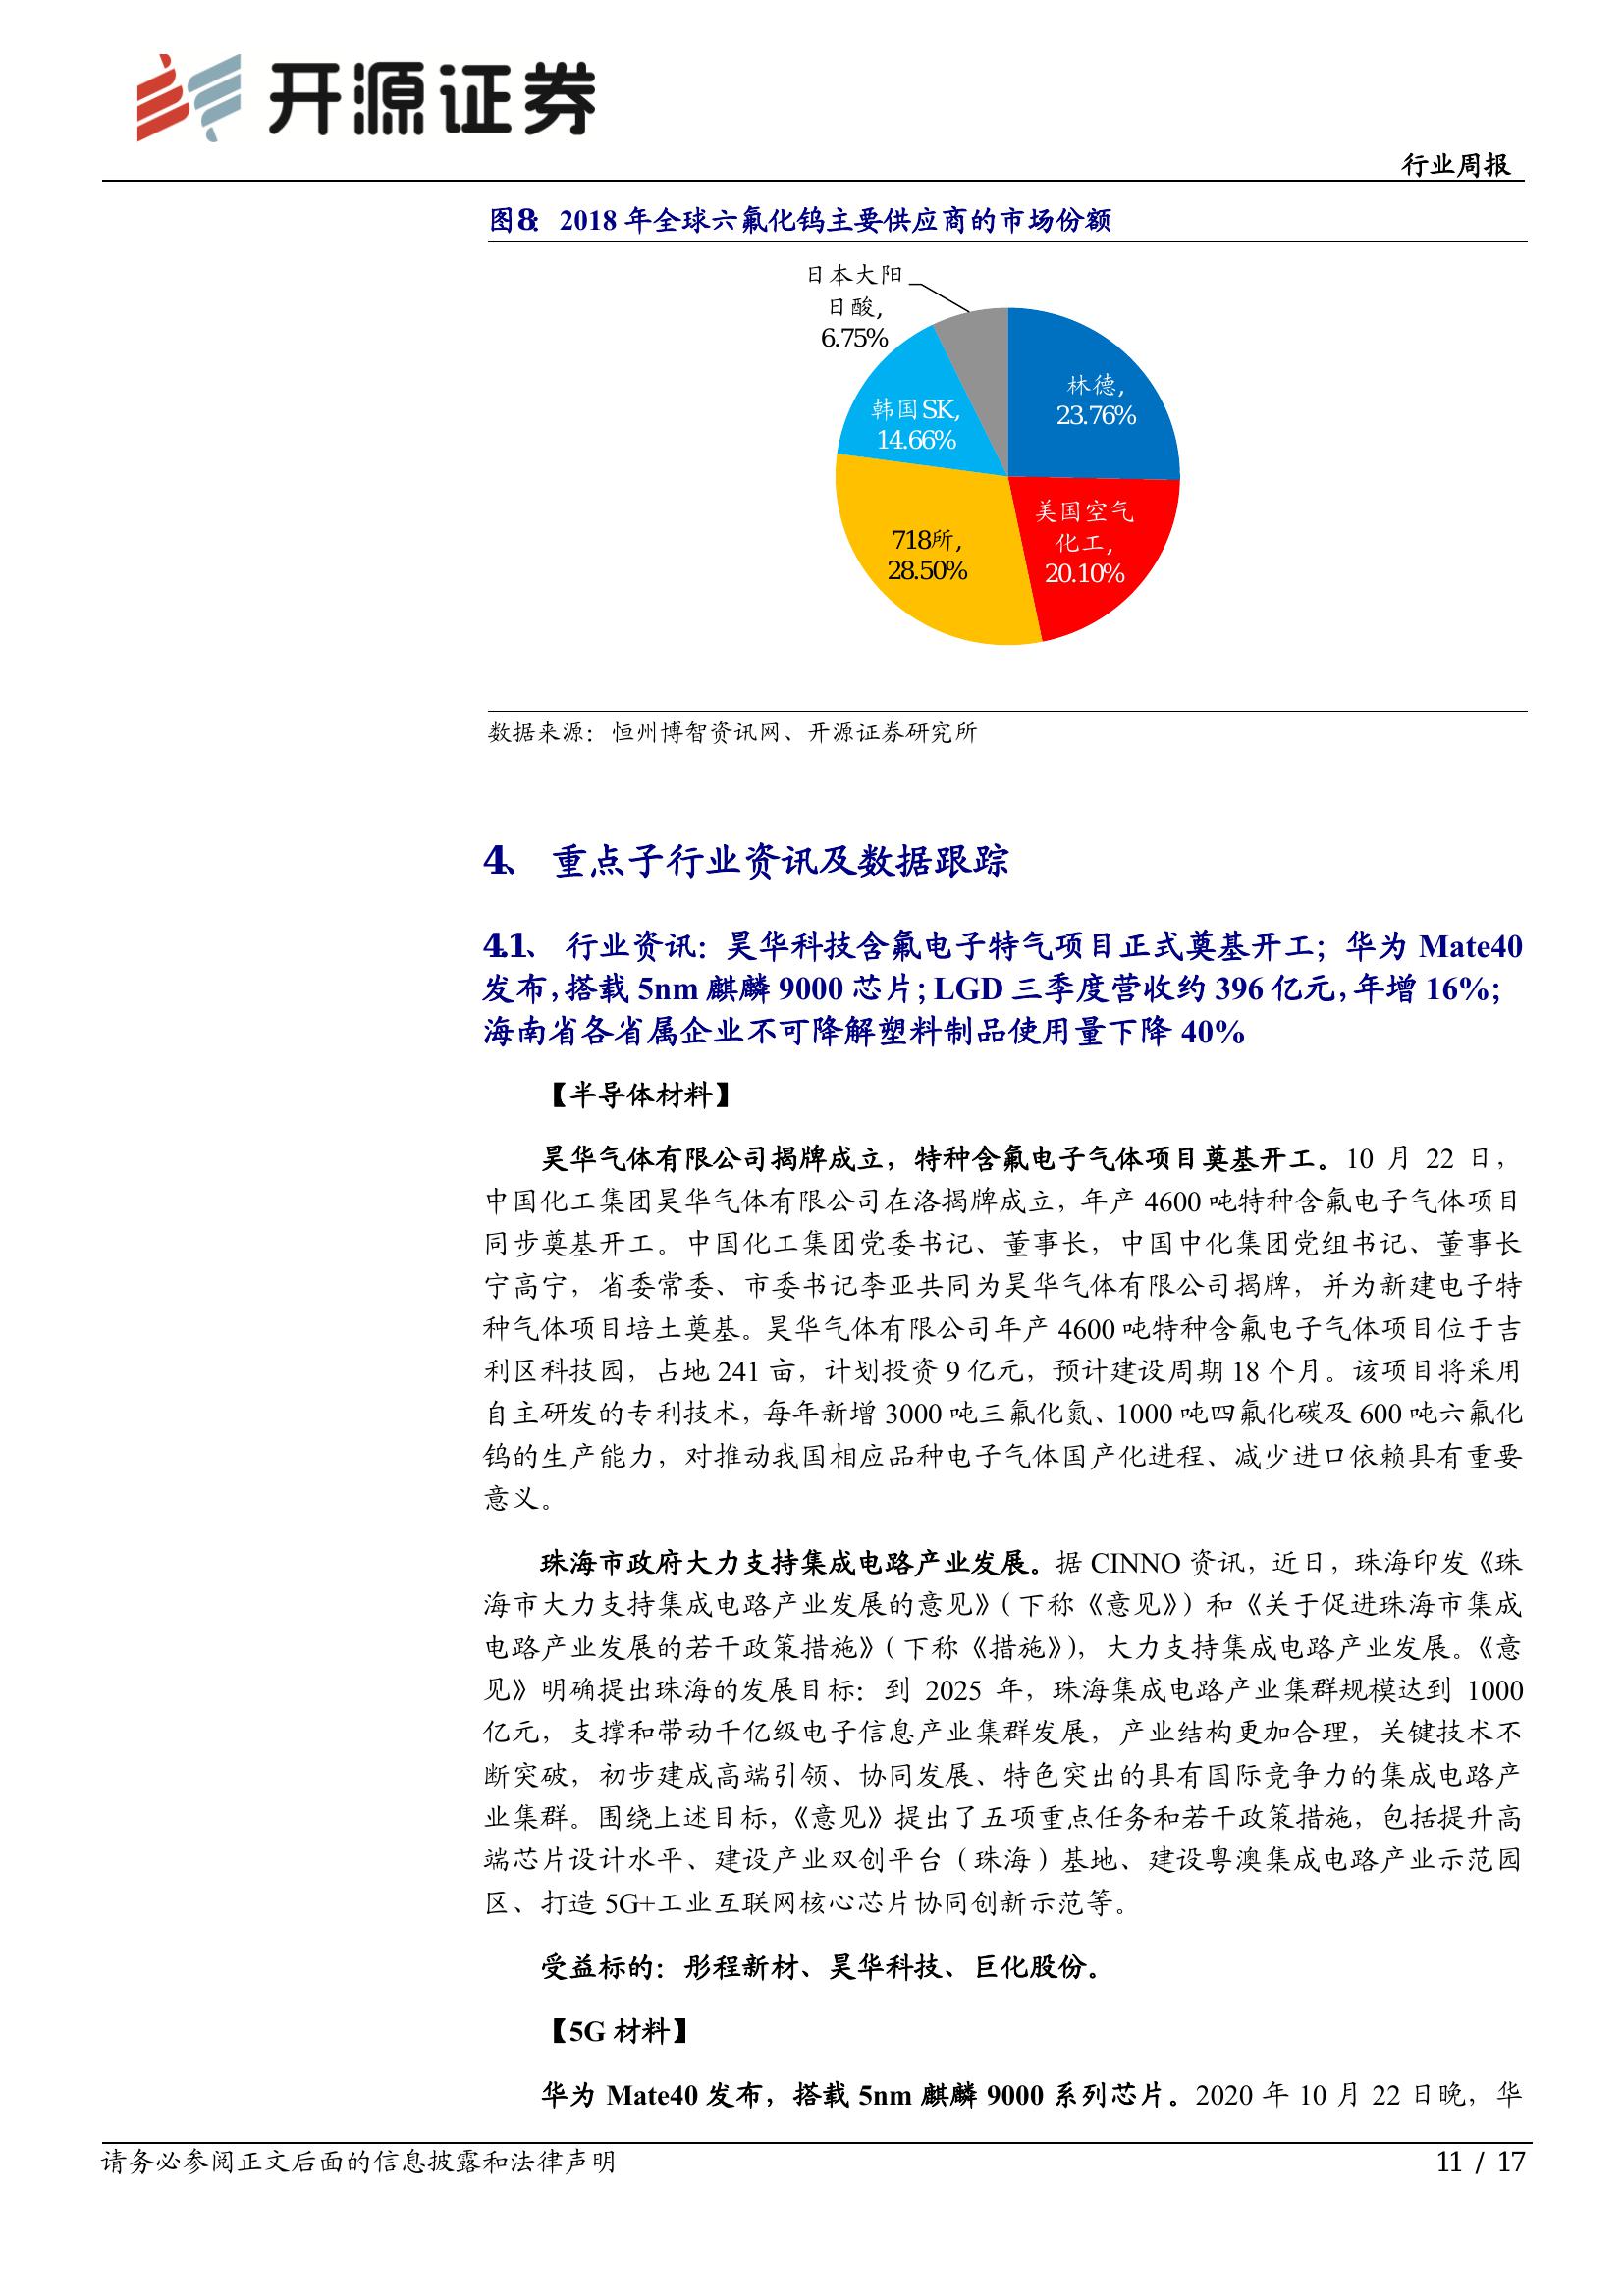 开源证券
行业周报
图8: 2018 年全球六氟化钨主要供应商的市场份额
日本大阳
日酸,
6.75%
林德,
23.76%
韩国SK,
14.66%
美国空气
化工,
20.10%
718所,
28.50%
数据来源：恒州博智资讯网、开源证券研究所
4、 重点子行业资讯及数据跟踪
4.1、 行业资讯：昊华科技含氟电子特气项目正式奠基开工；华为 Mate40
发布，搭载 5nm 麒麟 9000 芯片；LGD 三季度营收约 396 亿元，年增 16%；
海南省各省属企业不可降解塑料制品使用量下降 40%
【半导体材料】
昊华气体有限公司揭牌成立，特种含氟电子气体项目奠基开工。10 月 22 日，
中国化工集团昊华气体有限公司在洛揭牌成立，年产 4600 吨特种含氟电子气体项目
同步奠基开工。中国化工集团党委书记、董事长，中国中化集团党组书记、董事长
宁高宁，省委常委、市委书记李亚共同为昊华气体有限公司揭牌，并为新建电子特
种气体项目培土奠基。昊华气体有限公司年产 4600 吨特种含氟电子气体项目位于吉
利区科技园，占地 241 亩，计划投资 9 亿元，预计建设周期 18 个月。该项目将采用
自主研发的专利技术，每年新增 3000 吨三氟化氮、1000 吨四氟化碳及 600 吨六氟化
钨的生产能力，对推动我国相应品种电子气体国产化进程、减少进口依赖具有重要
意义。
珠海市政府大力支持集成电路产业发展。据 CINNO 资讯，近日，珠海印发《珠
海市大力支持集成电路产业发展的意见》（下称《意见》）和《关于促进珠海市集成
电路产业发展的若干政策措施》（下称《措施》），大力支持集成电路产业发展。《意
见》明确提出珠海的发展目标：到 2025 年，珠海集成电路产业集群规模达到 1000
亿元，支撑和带动千亿级电子信息产业集群发展，产业结构更加合理，关键技术不
断突破，初步建成高端引领、协同发展、特色突出的具有国际竞争力的集成电路产
业集群。围绕上述目标，《意见》提出了五项重点任务和若干政策措施，包括提升高
端芯片设计水平、建设产业双创平台（珠海）基地、建设粤澳集成电路产业示范园
区、打造 5G+工业互联网核心芯片协同创新示范等。
受益标的：彤程新材、昊华科技、巨化股份。
【5G 材料】
华为 Mate40 发布，搭载 5nm 麒麟 9000 系列芯片。2020 年 10 月 22 日晚，华
请务必参阅正文后面的信息披露和法律声明
11 / 17